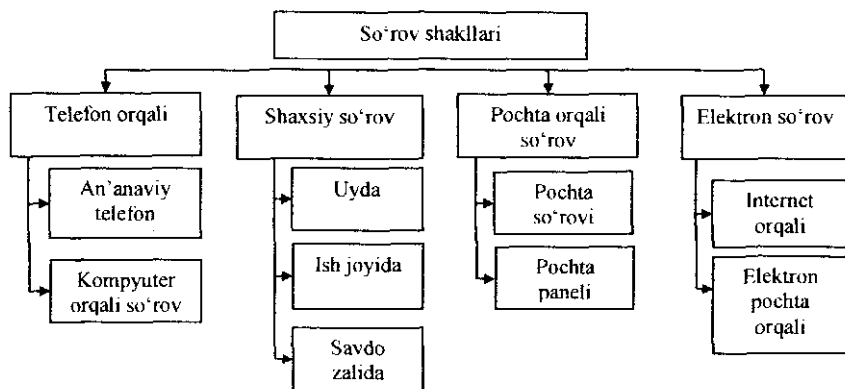 So‘rov shakllari
Telefon orqali
An’anaviy
telefon
Kompyuter
orqali so‘rov
Shaxsiy so‘rov
Uyda
Ish joyida
Savdo
zalida
Pochta orqali
so‘rov
Pochta
so‘rovi
Pochta
paneli
Elektron so‘rov
Internet
orqali
Elektron
pochta
orqali